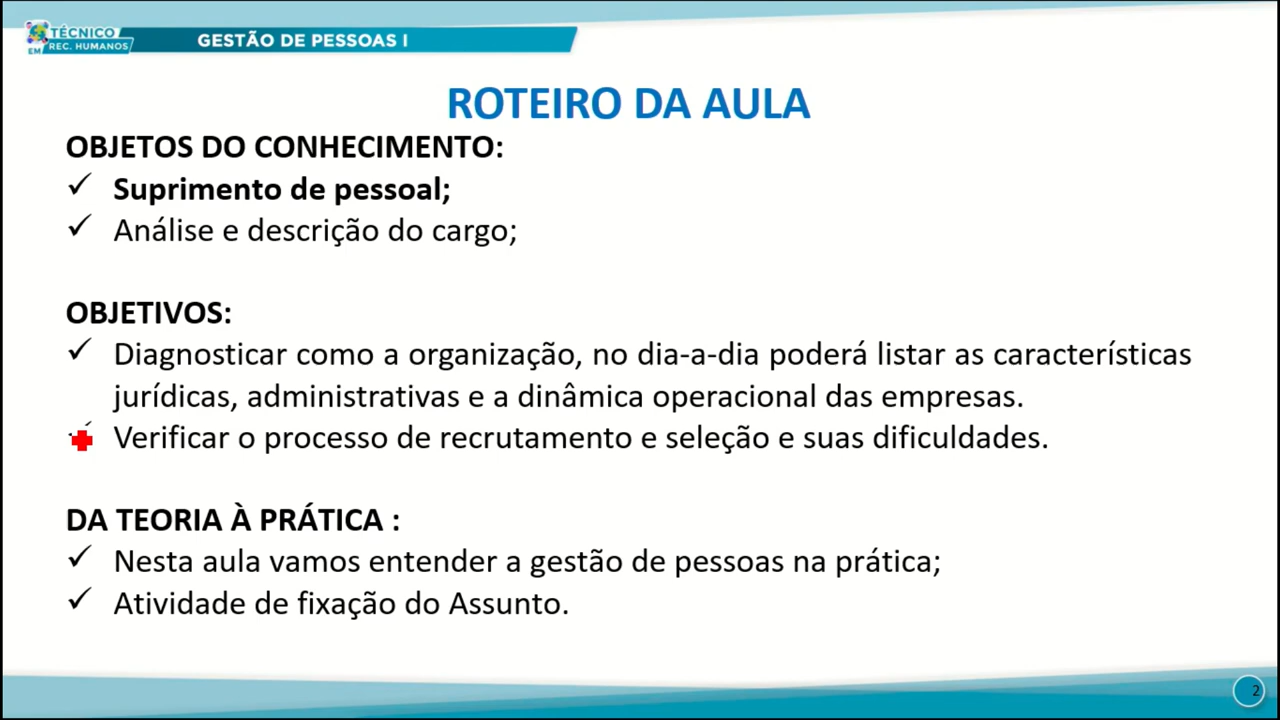 TÉCNICO
EM REC. HUMANOS
GESTÃO DE PESSOAS I
ROTEIRO DA AULA
OBJETOS DO CONHECIMENTO:
✓ Suprimento de pessoal;
✓ Análise e descrição do cargo;
OBJETIVOS:
✓ Diagnosticar como a organização, no dia-a-dia poderá listar as características
jurídicas, administrativas e a dinâmica operacional das empresas.
Verificar o processo de recrutamento e seleção e suas dificuldades.
DA TEORIA À PRÁTICA :
✓ Nesta aula vamos entender a gestão de pessoas na prática;
✓ Atividade de fixação do Assunto.
2